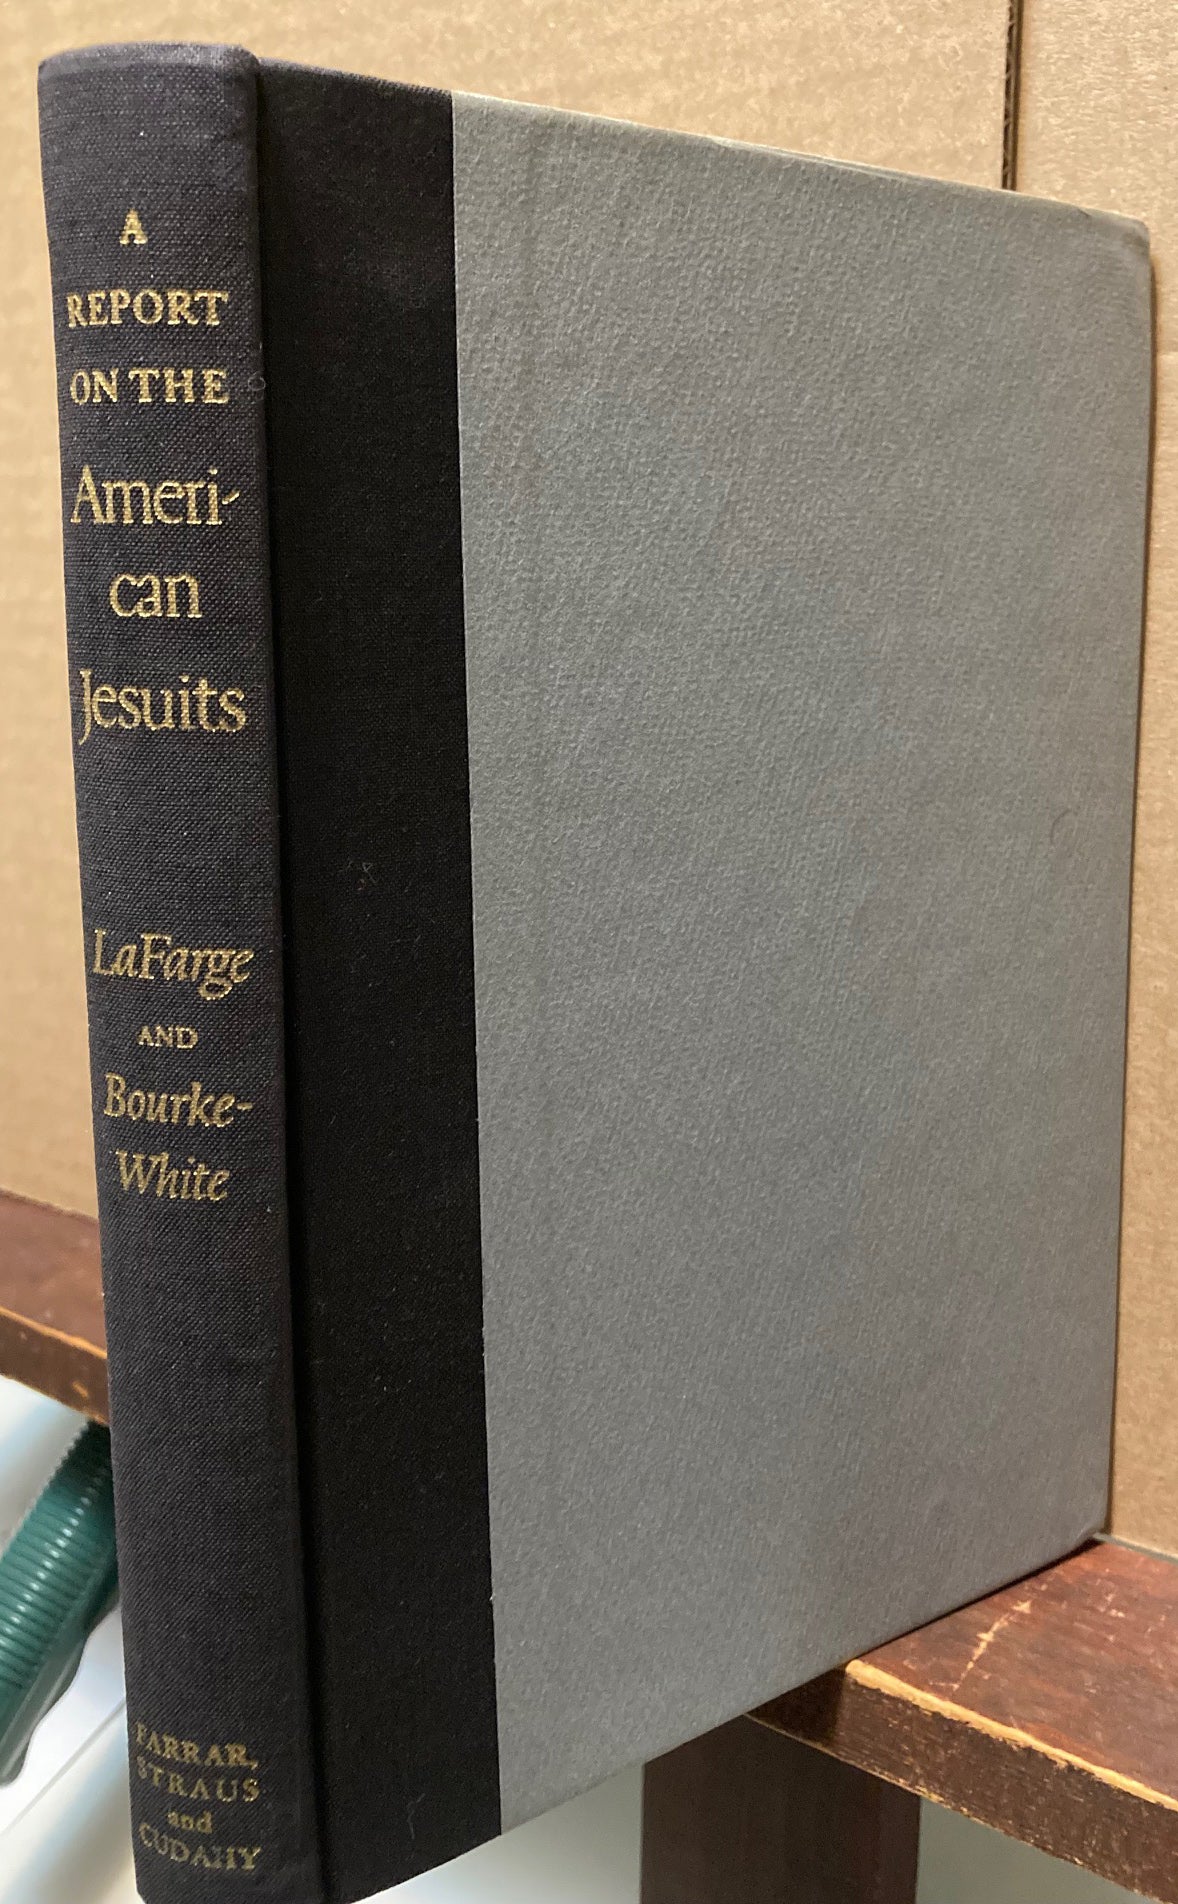 A
REPORT
ON THE
Ameri-
can
Jesuits
LaFarge
AND
Bourke-
White
FARRAR,
STRAUS
and
CUDAHY